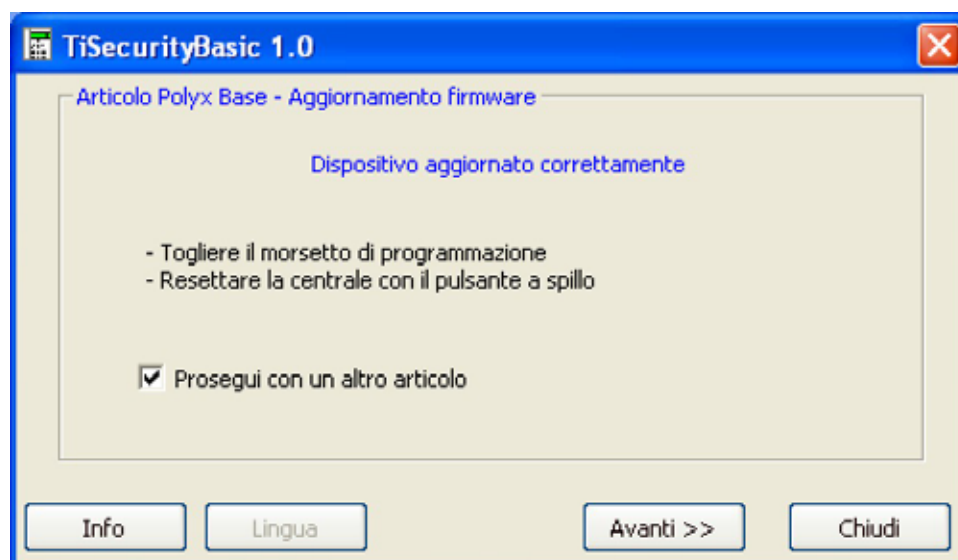 TiSecurityBasic 1.0
Articolo Polyx Base - Aggiornamento firmware
Dispositivo aggiornato correttamente
- Togliere il morsetto di programmazione
- Resettare la centrale con il pulsante a spillo
Prosegui con un altro articolo
Info Lingua Avanti >> Chiudi